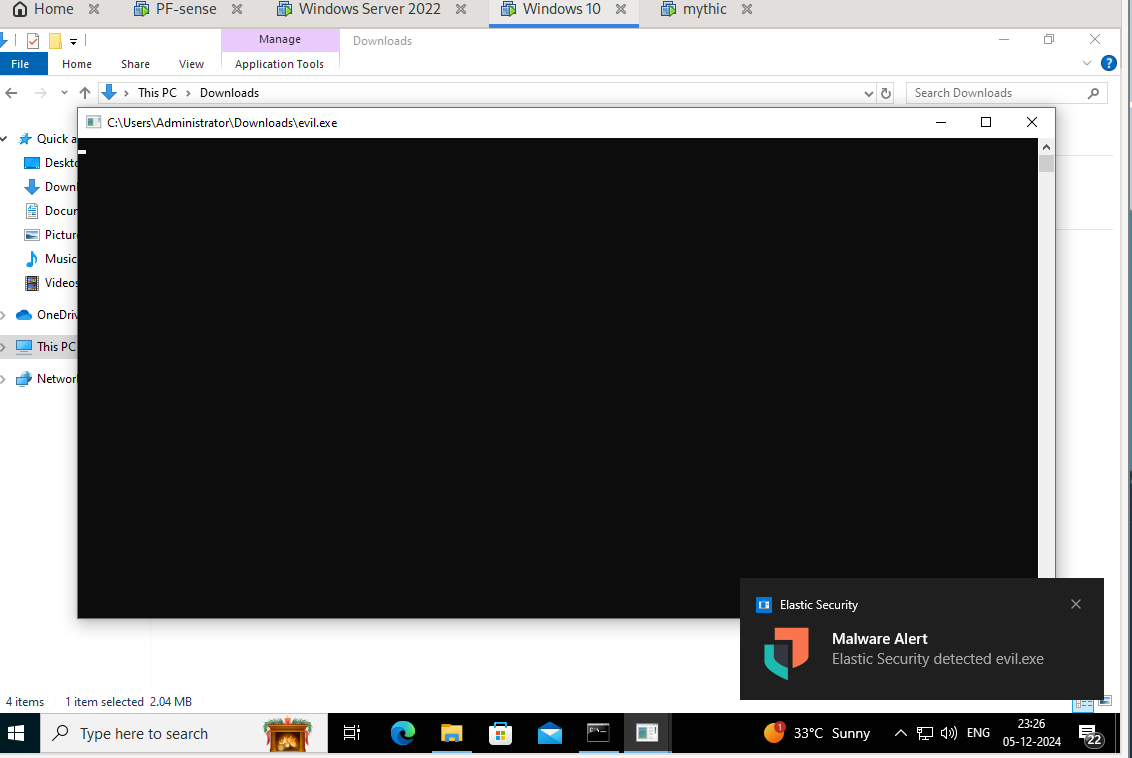 Home
PF-sense
Windows Server 2022
Windows 10
mythic
Manage
Downloads
File
Home
Share
View
Application Tools
?
This PC
Downloads
Search Downloads
C:\Users\Administrator\Downloads\evil.exe
Quick a
Deskto
Downl
Docum
Picture
Music
Videos
OneDriv
This PC
Networ
Elastic Security
Malware Alert
Elastic Security detected evil.exe
4 items
1 item selected 2.04 MB
Type here to search
1
33°C Sunny
ENG
23:26
05-12-2024
22